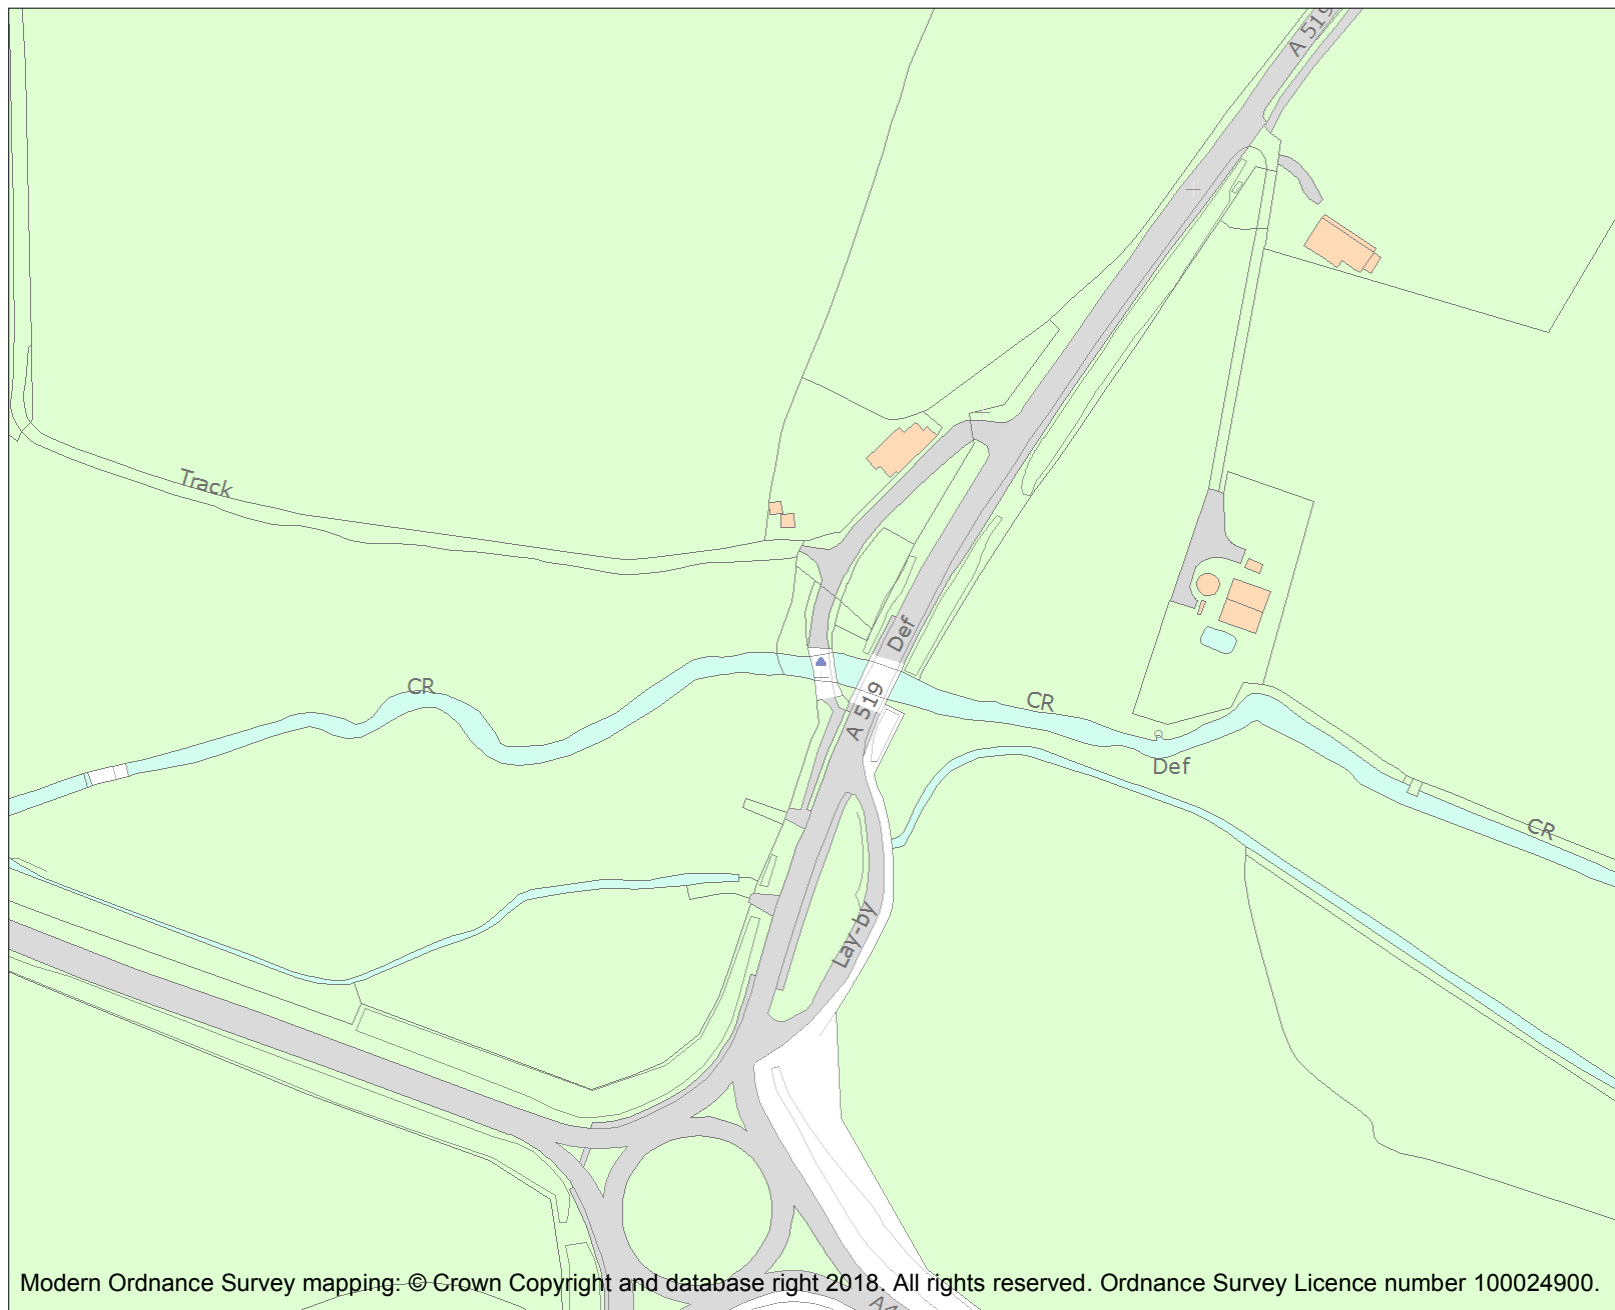 A 519
Track
Def
CR
CR
A 519
Def
CR
Lay-by
Modern Ordnance Survey mapping: © Crown Copyright and database right 2018. All rights reserved. Ordnance Survey Licence number 100024900.